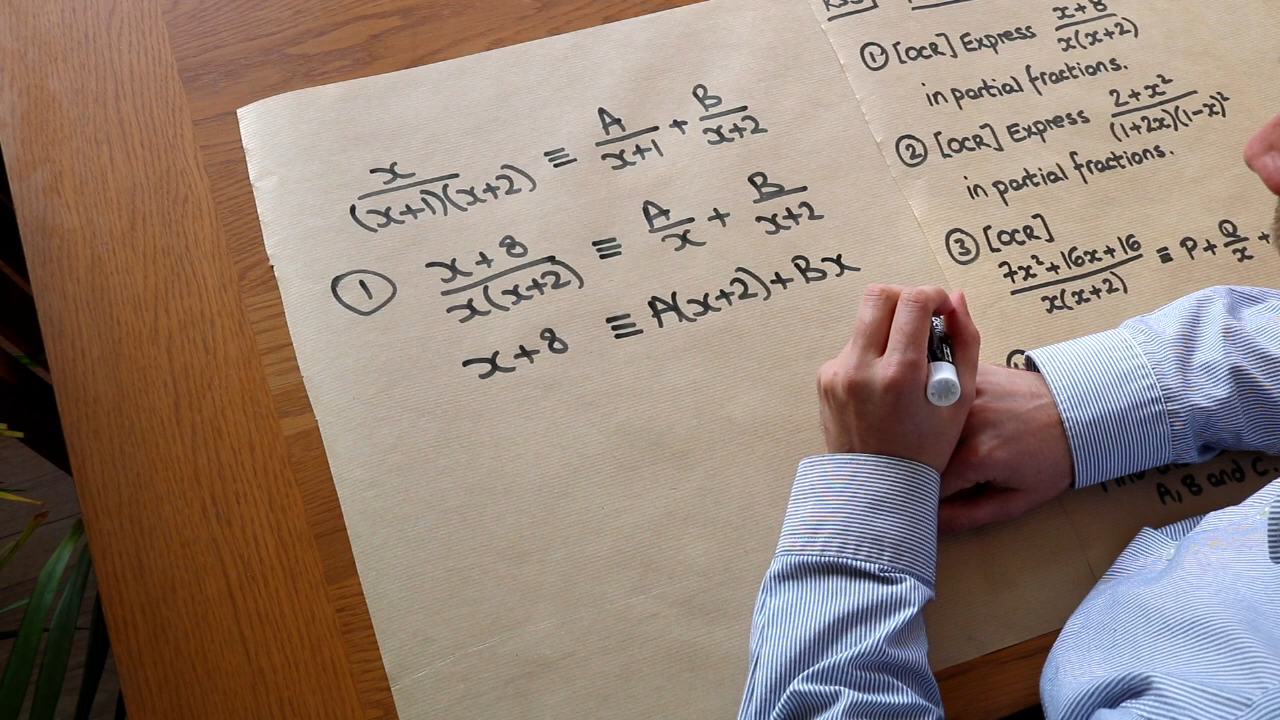 x/((x+1)(x+2)) ≡ A/(x+1) + B/(x+2)
① (x+8)/(x(x+2)) ≡ A/x + B/(x+2)
x+8 ≡ A(x+2)+Bx
① [OCR] Express (x+8)/(x(x+2))
in partial fractions.
② [OCR] Express (2+x²)/((1+2x)(1-x)²)
in partial fractions.
③ [OCR]
(7x²+16x+16)/(x(x+2)) ≡ P + Q/x +
A, B and C.